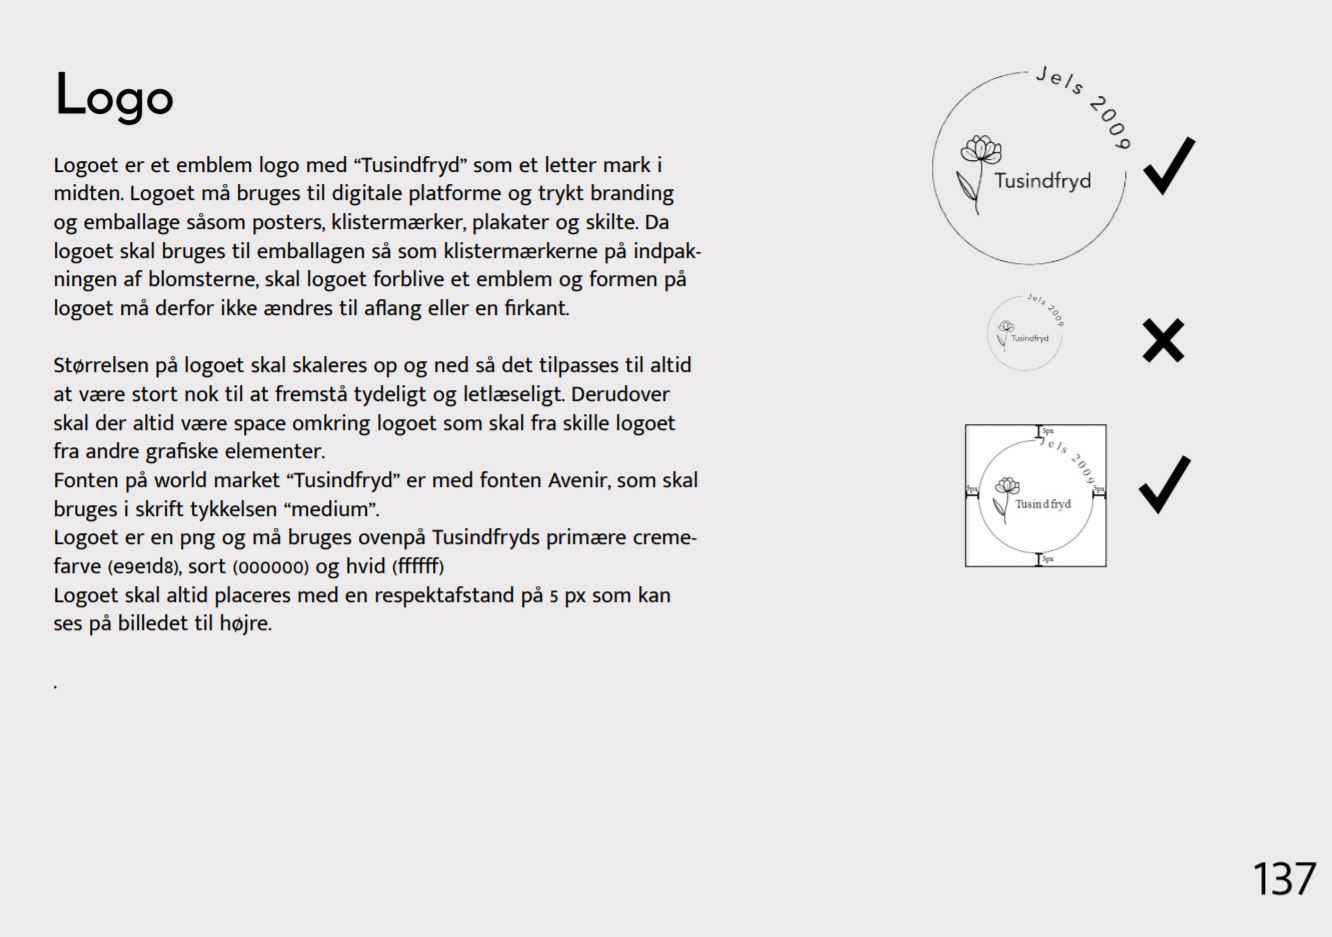 Logo
Logoet er et emblem logo med “Tusindfryd” som et letter mark i
midten. Logoet må bruges til digitale platforme og trykt branding
og emballage såsom posters, klistermærker, plakater og skilte. Da
logoet skal bruges til emballagen så som klistermærkerne på indpak-
ningen af blomsterne, skal logoet forblive et emblem og formen på
logoet må derfor ikke ændres til aflang eller en firkant.
Størrelsen på logoet skal skaleres op og ned så det tilpasses til altid
at være stort nok til at fremstå tydeligt og letlæseligt. Derudover
skal der altid være space omkring logoet som skal fra skille logoet
fra andre grafiske elementer.
Fonten på world market “Tusindfryd” er med fonten Avenir, som skal
bruges i skrift tykkelsen “medium”.
Logoet er en png og må bruges ovenpå Tusindfryds primære creme-
farve (e9e1d8), sort (000000) og hvid (ffffff)
Logoet skal altid placeres med en respektafstand på 5 px som kan
ses på billedet til højre.
.
Jels 2009
Tusindfryd
Jels 2009
Tusindfryd
5px
Jels 2009
5px
5px
Tusindfryd
5px
137